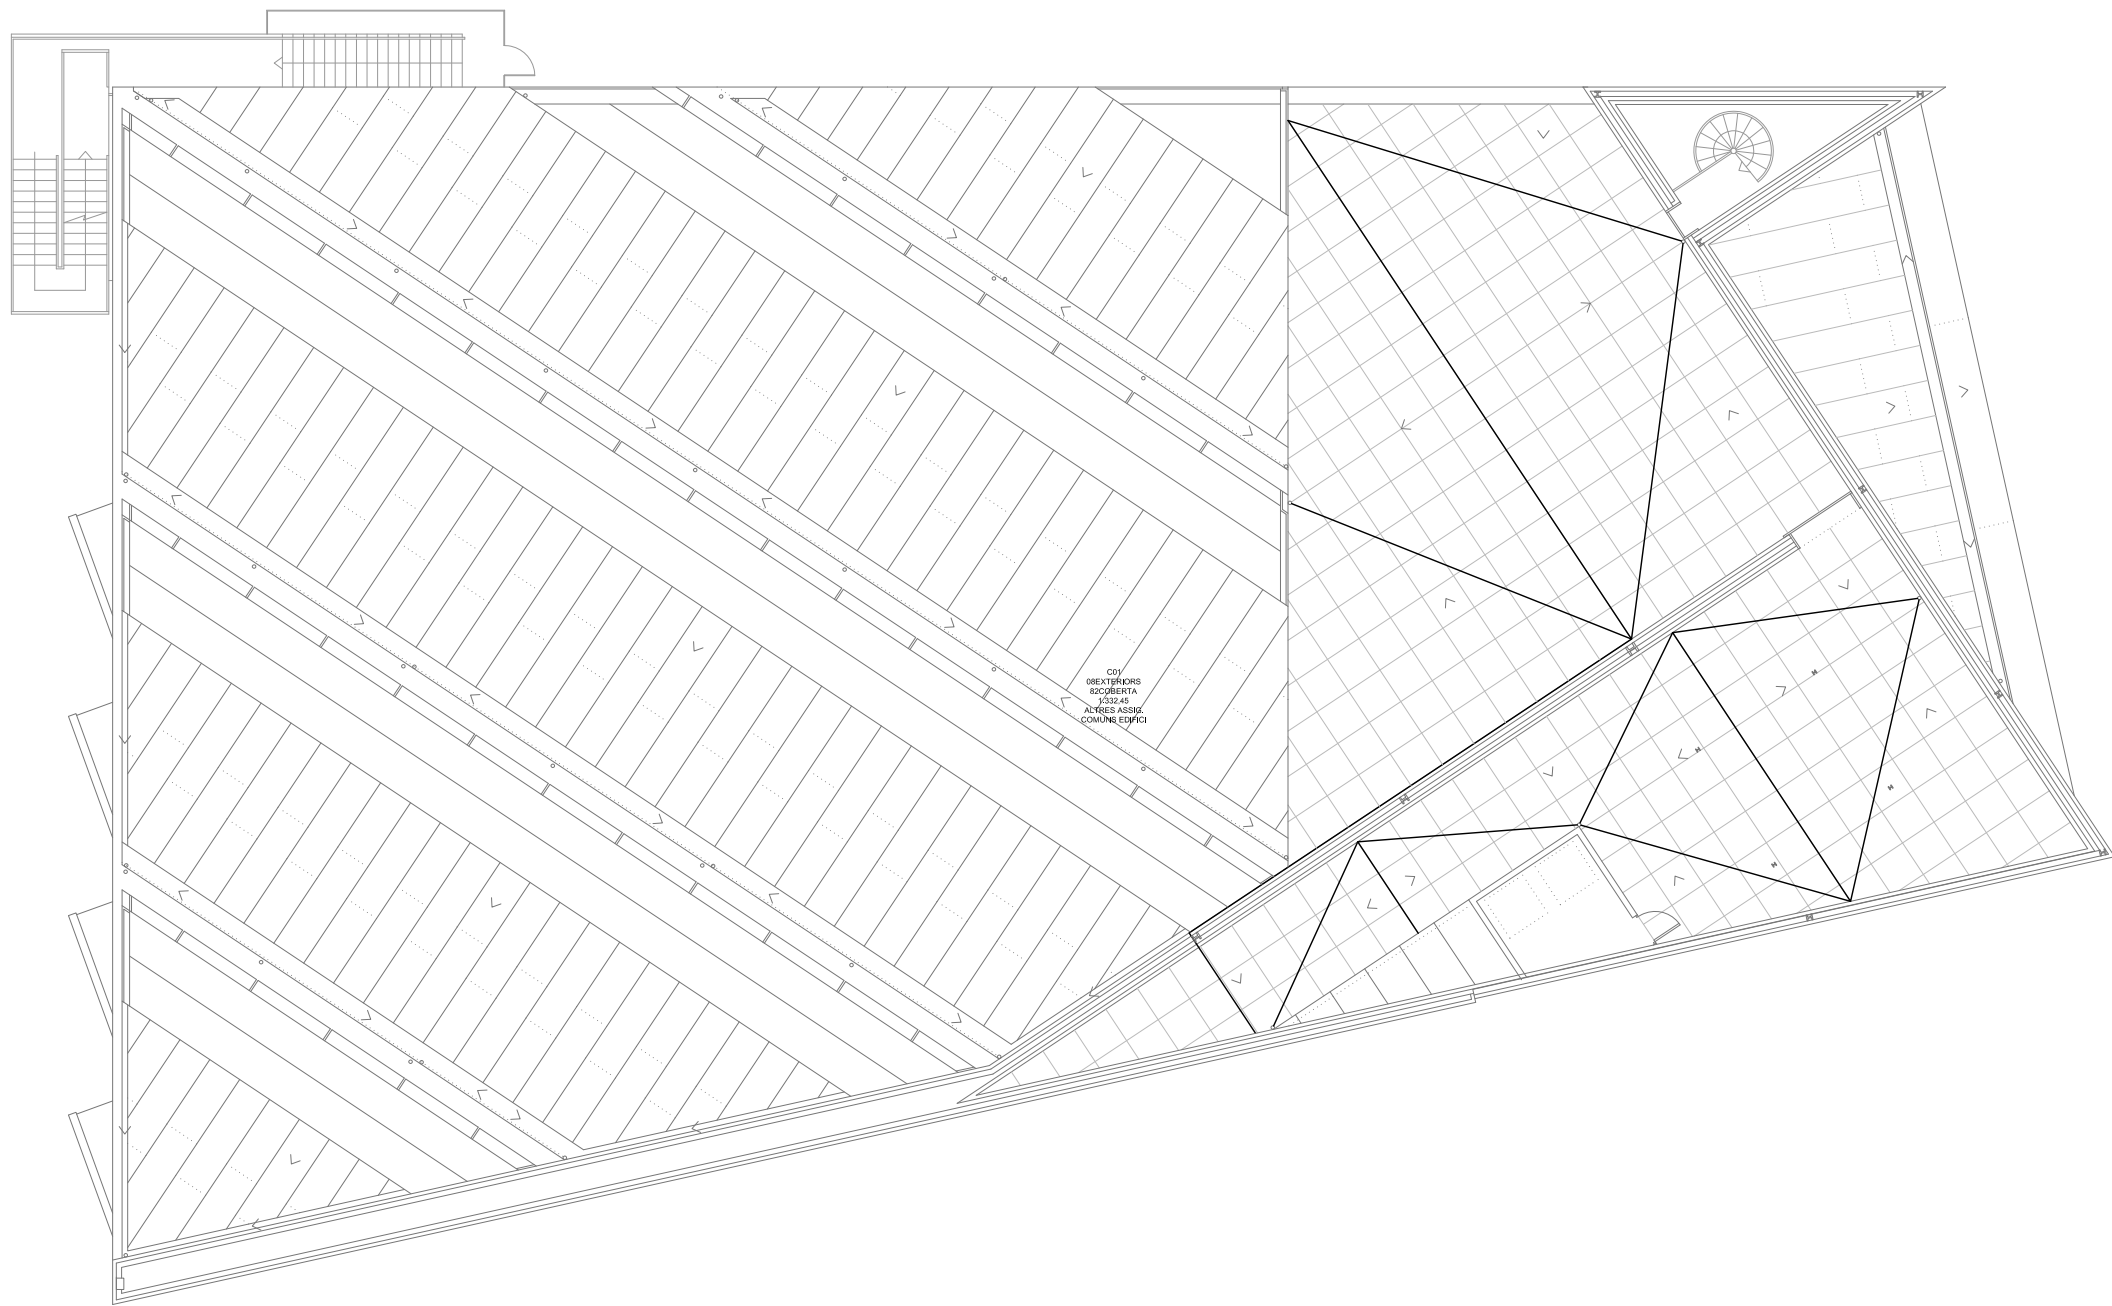 C01
08EXTERIORS
82COBERTA
1.332,45
ALTRES ASSIG.
COMUNS EDIFICI